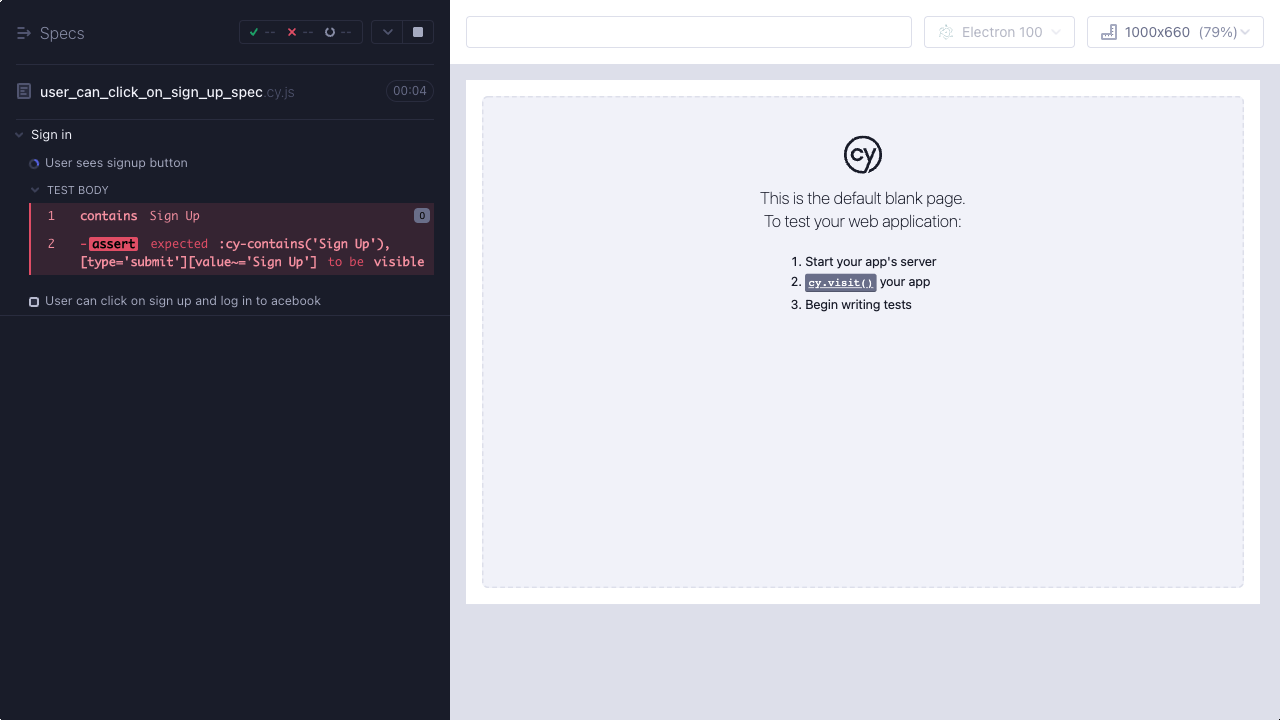 Specs
-- -- --
user_can_click_on_sign_up_spec.cy.js 00:04
Sign in
User sees signup button
TEST BODY
1 contains Sign Up 0
2 -assert expected :cy-contains('Sign Up'),
[type='submit'][value~='Sign Up'] to be visible
User can click on sign up and log in to acebook
Electron 100
1000x660 (79%)
cy
This is the default blank page.
To test your web application:
1. Start your app's server
2. cy.visit() your app
3. Begin writing tests